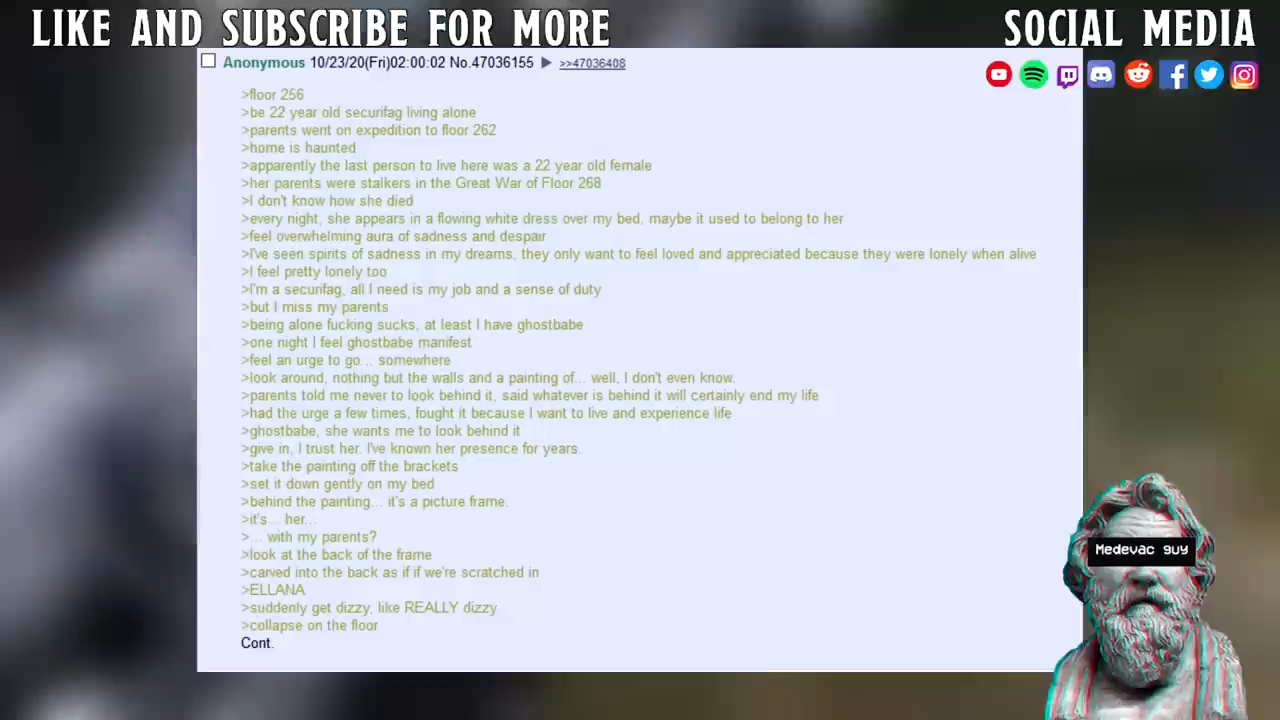 LIKE AND SUBSCRIBE FOR MORE
SOCIAL MEDIA
Anonymous 10/23/20(Fri)02:00:02 No.47036155 ▶ >>47036408
>floor 256
>be 22 year old securifag living alone
>parents went on expedition to floor 262
>home is haunted
>apparently the last person to live here was a 22 year old female
>her parents were stalkers in the Great War of Floor 268
>I don't know how she died
>every night, she appears in a flowing white dress over my bed, maybe it used to belong to her
>feel overwhelming aura of sadness and despair
>I've seen spirits of sadness in my dreams, they only want to feel loved and appreciated because they were lonely when alive
>I feel pretty lonely too
>I'm a securifag, all I need is my job and a sense of duty
>but I miss my parents
>being alone fucking sucks, at least I have ghostbabe
>one night I feel ghostbabe manifest
>feel an urge to go... somewhere
>look around, nothing but the walls and a painting of... well, I don't even know.
>parents told me never to look behind it, said whatever is behind it will certainly end my life
>had the urge a few times, fought it because I want to live and experience life
>ghostbabe, she wants me to look behind it
>give in, I trust her. I've known her presence for years.
>take the painting off the brackets
>set it down gently on my bed
>behind the painting... it's a picture frame.
>it's... her...
>... with my parents?
>look at the back of the frame
>carved into the back as if if we're scratched in
>ELLANA
>suddenly get dizzy, like REALLY dizzy
>collapse on the floor
Cont.
Medevac guy